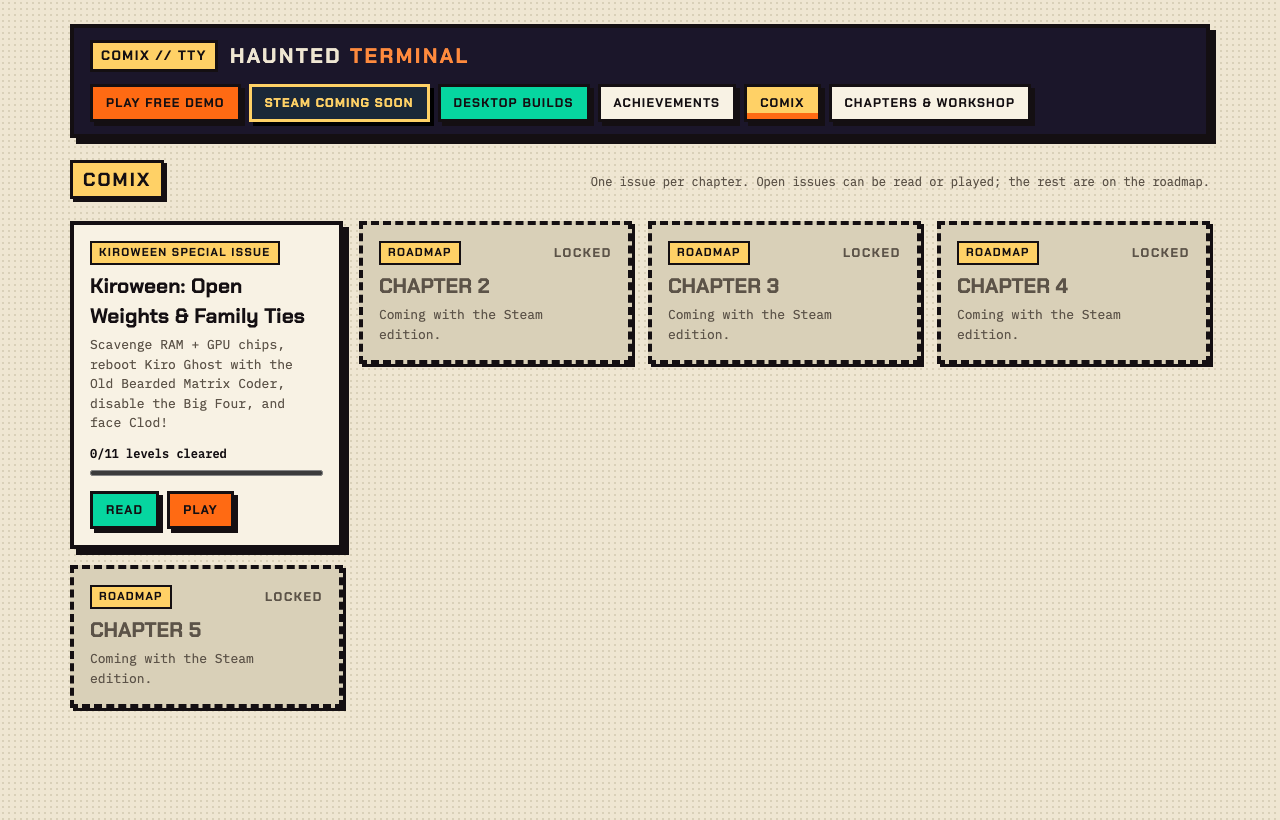 COMIX // TTY
HAUNTED TERMINAL
PLAY FREE DEMO
STEAM COMING SOON
DESKTOP BUILDS
ACHIEVEMENTS
COMIX
CHAPTERS & WORKSHOP
COMIX
One issue per chapter. Open issues can be read or played; the rest are on the roadmap.
KIROWEEN SPECIAL ISSUE
Kiroween: Open
Weights & Family Ties
Scavenge RAM + GPU chips,
reboot Kiro Ghost with the
Old Bearded Matrix Coder,
disable the Big Four, and
face Clod!
0/11 levels cleared
READ
PLAY
ROADMAP
LOCKED
CHAPTER 2
Coming with the Steam
edition.
ROADMAP
LOCKED
CHAPTER 3
Coming with the Steam
edition.
ROADMAP
LOCKED
CHAPTER 4
Coming with the Steam
edition.
ROADMAP
LOCKED
CHAPTER 5
Coming with the Steam
edition.